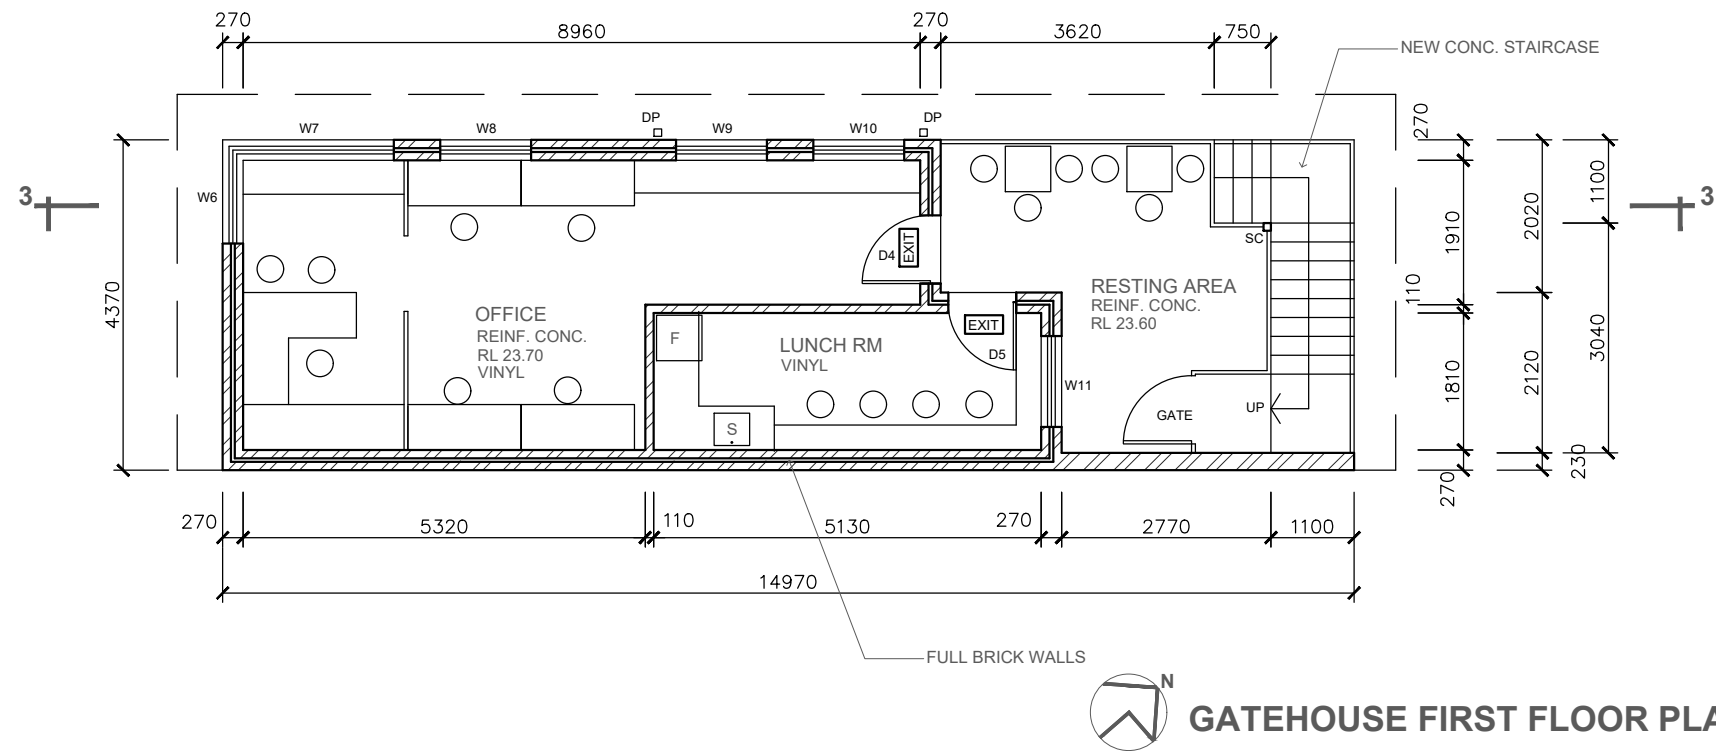 270
8960
270
3620
750
NEW CONC. STAIRCASE
270
W7
W8
DP
W9
W10
DP
1100
3
W6
3
2020
1910
SC
D4
EXIT
4370
110
RESTING AREA
REINF. CONC.
RL 23.60
OFFICE
REINF. CONC.
RL 23.70
VINYL
EXIT
D5
F
LUNCH RM
VINYL
3040
2120
1810
W11
GATE
UP
S
230
270
270
5320
110
5130
270
2770
1100
14970
FULL BRICK WALLS
N
GATEHOUSE FIRST FLOOR PLA